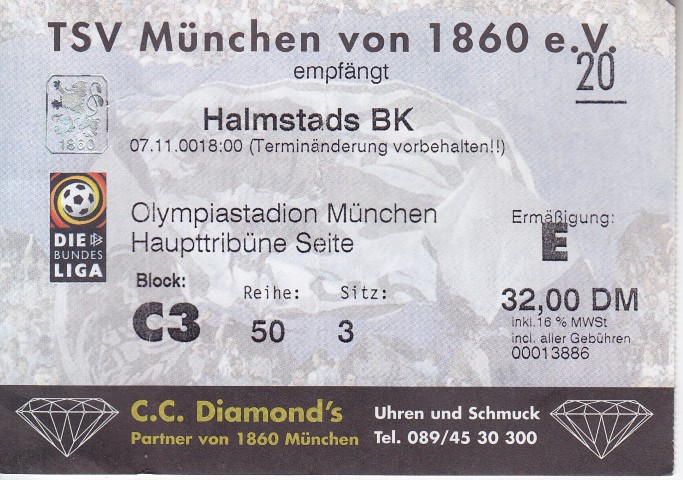 TSV München von 1860 e.V.
empfängt
20
Halmstads BK
07.11.0018:00 (Terminänderung vorbehalten!!)
1860
Olympiastadion München
Haupttribüne Seite
Ermäßigung:
E
DIE
BUNDES
LIGA
Block:
C3
Reihe:
50
Sitz:
3
32,00 DM
inkl.16 % MWSt
incl. aller Gebühren
00013886
C.C. Diamond's
Partner von 1860 München
Uhren und Schmuck
Tel. 089/45 30 300